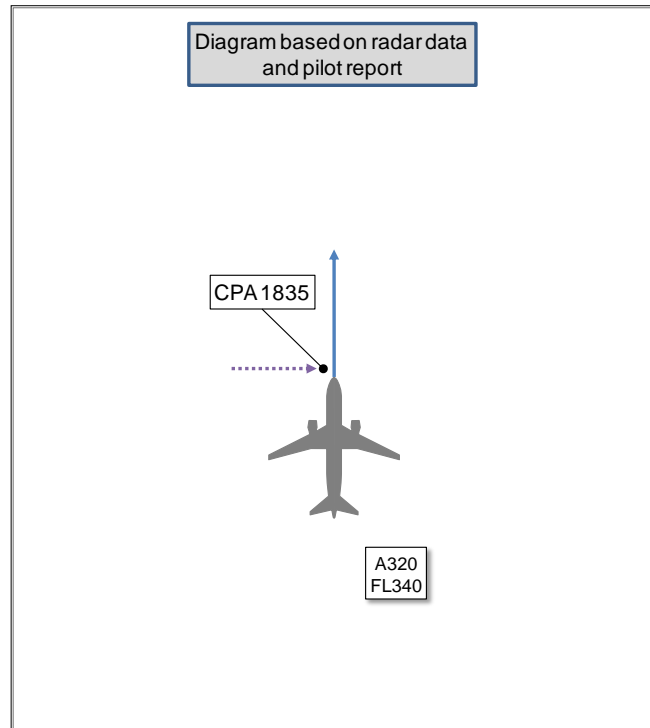 Diagram based on radar data
and pilot report
CPA 1835
A320
FL340